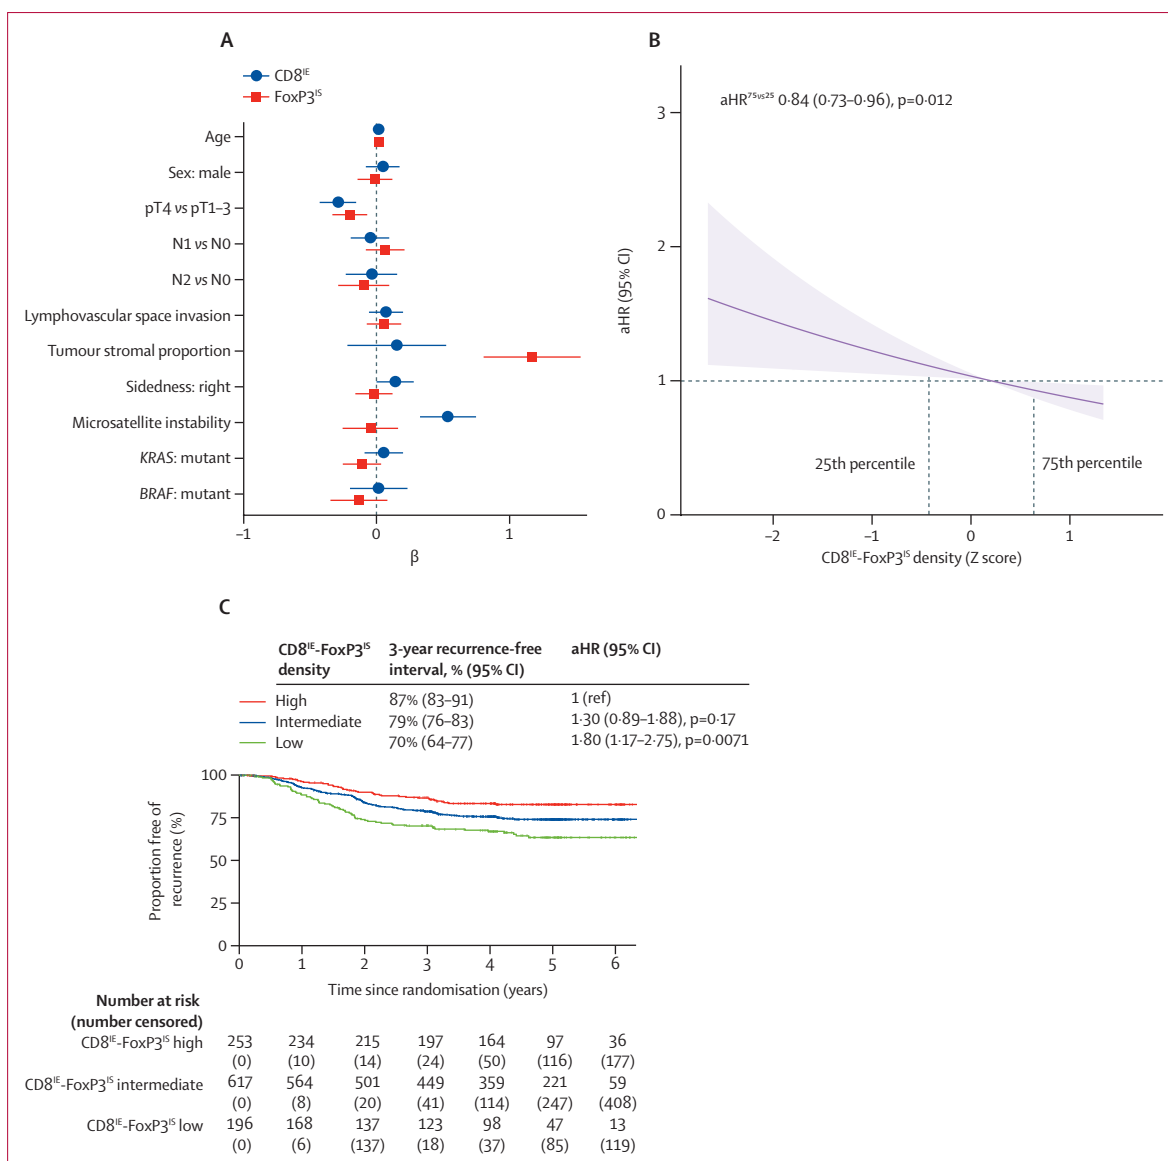 A
CD8IE
FoxP3IS
Age
Sex: male
pT4 vs pT1–3
N1 vs N0
N2 vs N0
Lymphovascular space invasion
Tumour stromal proportion
Sidedness: right
Microsatellite instability
KRAS: mutant
BRAF: mutant
–1 0 1
β
B
aHR75vs25 0·84 (0·73–0·96), p=0·012
3
2
1
0
aHR (95% CI)
25th percentile
75th percentile
–2 –1 0 1
CD8IE-FoxP3IS density (Z score)
C
CD8IE-FoxP3IS density 3-year recurrence-free interval, % (95% CI) aHR (95% CI)
High 87% (83–91) 1 (ref)
Intermediate 79% (76–83) 1·30 (0·89–1·88), p=0·17
Low 70% (64–77) 1·80 (1·17–2·75), p=0·0071
100
75
50
25
0
Proportion free of
recurrence (%)
0 1 2 3 4 5 6
Time since randomisation (years)
Number at risk
(number censored)
CD8IE-FoxP3IS high 253 234 215 197 164 97 36
(0) (10) (14) (24) (50) (116) (177)
CD8IE-FoxP3IS intermediate 617 564 501 449 359 221 59
(0) (8) (20) (41) (114) (247) (408)
CD8IE-FoxP3IS low 196 168 137 123 98 47 13
(0) (6) (137) (18) (37) (85) (119)